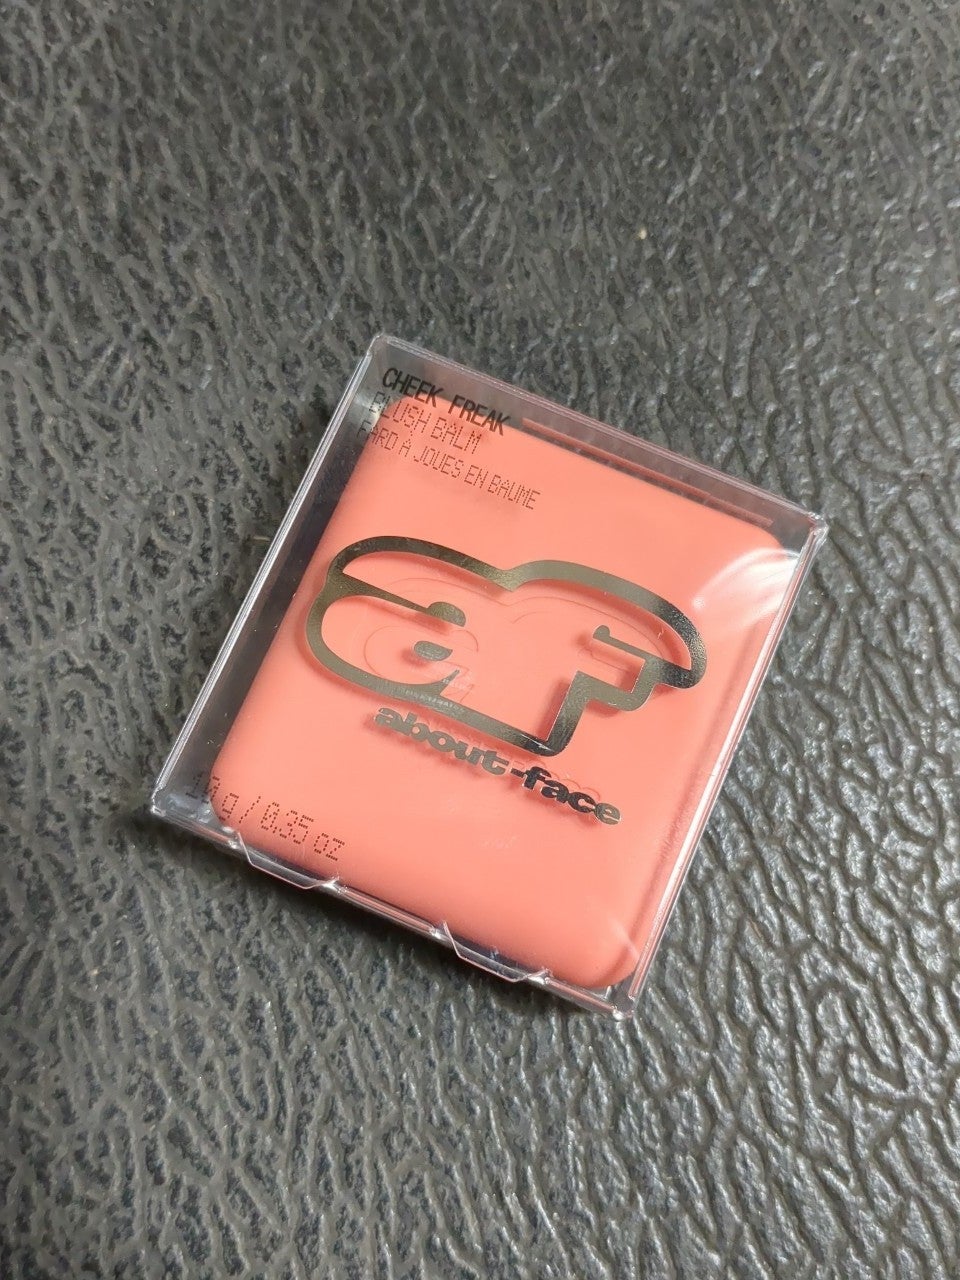 CHEEK FREAK
BLUSH BALM
FARD À JOUES EN BAUME
af
about-face
10 g / 0.35 oz